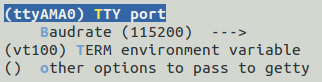 (ttyAMA0) TTY port
Baudrate (115200)  --->
(vt100) TERM environment variable
() other options to pass to getty